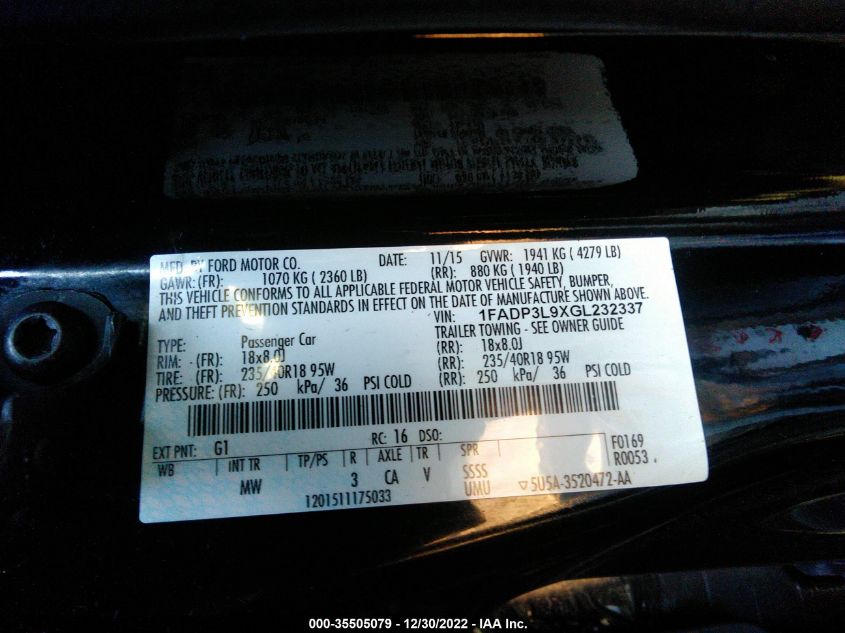 MFD. BY FORD MOTOR CO. DATE: 11/15 GVWR: 1941 KG ( 4279 LB)
GAWR: (FR): 1070 KG ( 2360 LB) (RR): 880 KG ( 1940 LB)
THIS VEHICLE CONFORMS TO ALL APPLICABLE FEDERAL MOTOR VEHICLE SAFETY, BUMPER,
AND THEFT PREVENTION STANDARDS IN EFFECT ON THE DATE OF MANUFACTURE SHOWN ABOVE.
VIN: 1FADP3L9XGL232337
TYPE: Passenger Car TRAILER TOWING - SEE OWNER GUIDE
RIM: - (FR): 18x8.0J (RR): 18x8.0J
TIRE: (FR): 235/40R18 95W (RR): 235/40R18 95W
PRESSURE: (FR): 250 kPa/ 36 PSI COLD (RR): 250 kPa/ 36 PSI COLD
EXT PNT: G1 RC: 16 DSO: F0169
WB INT TR TP/PS R AXLE TR SPR R0053
MW 3 CA V SSSS
1201511175033 UMU ▽5U5A-3520472-AA
000-35505079 - 12/30/2022 - IAA Inc.